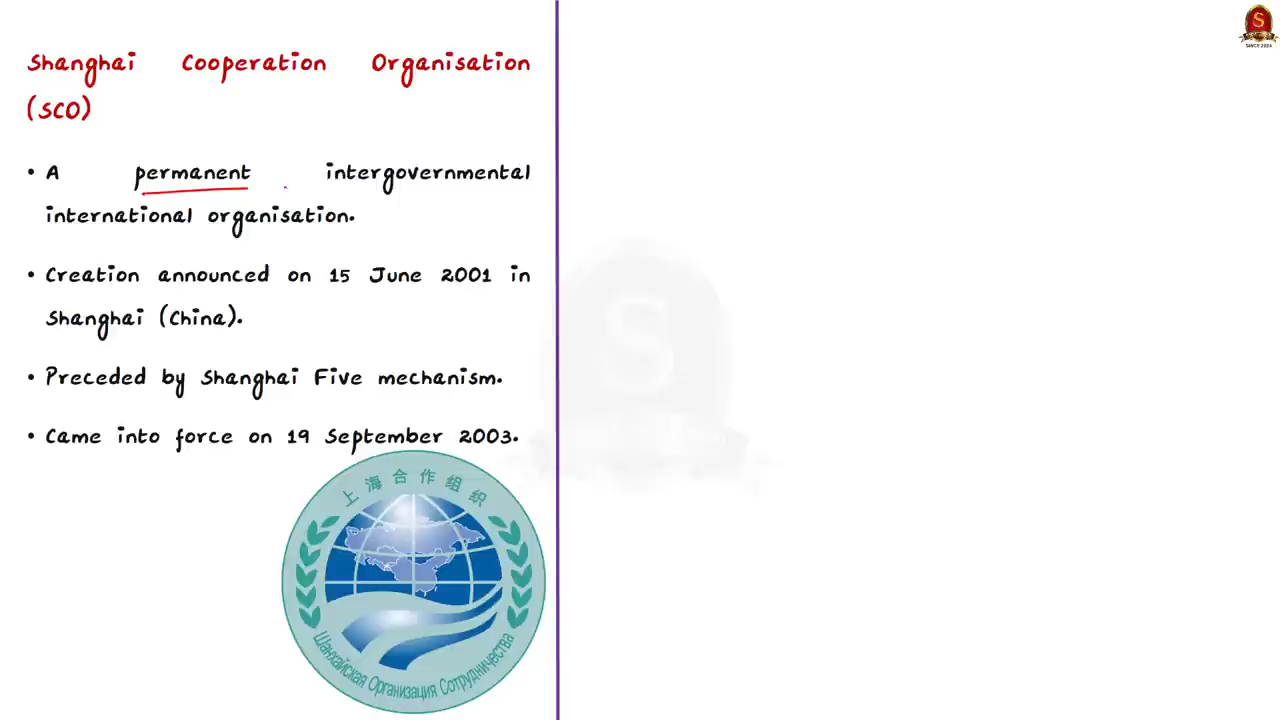 Shanghai Cooperation Organisation
(SCO)
• A permanent intergovernmental
international organisation.
• Creation announced on 15 June 2001 in
Shanghai (China).
• Preceded by Shanghai Five mechanism.
• Came into force on 19 September 2003.
上海合作组织
Шанхайская Организация Сотрудничества
S
SINCE 2004
S